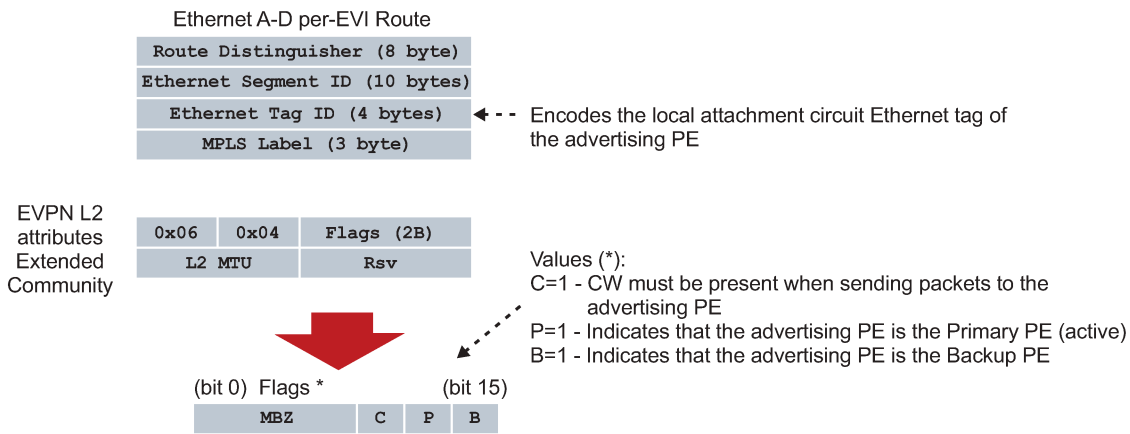 Ethernet A-D per-EVI Route
Route Distinguisher (8 byte)
Ethernet Segment ID (10 bytes)
Ethernet Tag ID (4 bytes)
MPLS Label (3 byte)
Encodes the local attachment circuit Ethernet tag of
the advertising PE
EVPN L2
attributes
Extended
Community
0x06 0x04 Flags (2B)
L2 MTU Rsv
Values (*):
C=1 - CW must be present when sending packets to the
advertising PE
P=1 - Indicates that the advertising PE is the Primary PE (active)
B=1 - Indicates that the advertising PE is the Backup PE
(bit 0) Flags * (bit 15)
MBZ C P B